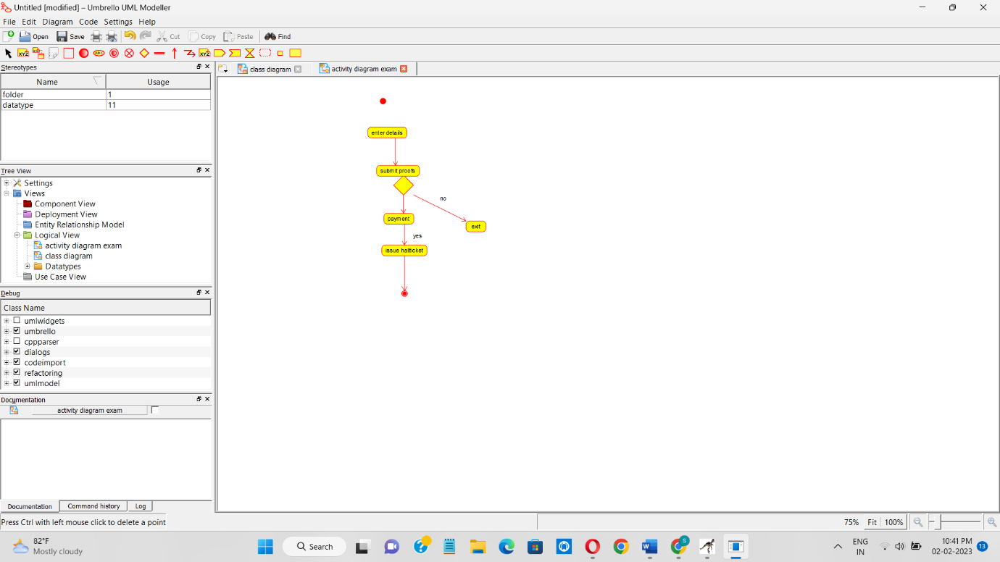 Untitled [modified] – Umbrello UML Modeller
File Edit Diagram Code Settings Help
Open Save Cut Copy Paste Find
XYZ ABC XYZ
Stereotypes
Name Usage
folder 1
datatype 11
Tree View
Settings
Views
Component View
Deployment View
Entity Relationship Model
Logical View
activity diagram exam
class diagram
Datatypes
Use Case View
Debug
Class Name
umlwidgets
umbrello
cppparser
dialogs
codeimport
refactoring
umlmodel
Documentation
activity diagram exam
Documentation Command history Log
class diagram activity diagram exam
enter details
submit proofs
no
payment
exit
yes
issue hallticket
Press Ctrl with left mouse click to delete a point
75% Fit 100%
82°F
Mostly cloudy
Search
ENG
IN
10:41 PM
02-02-2023
13